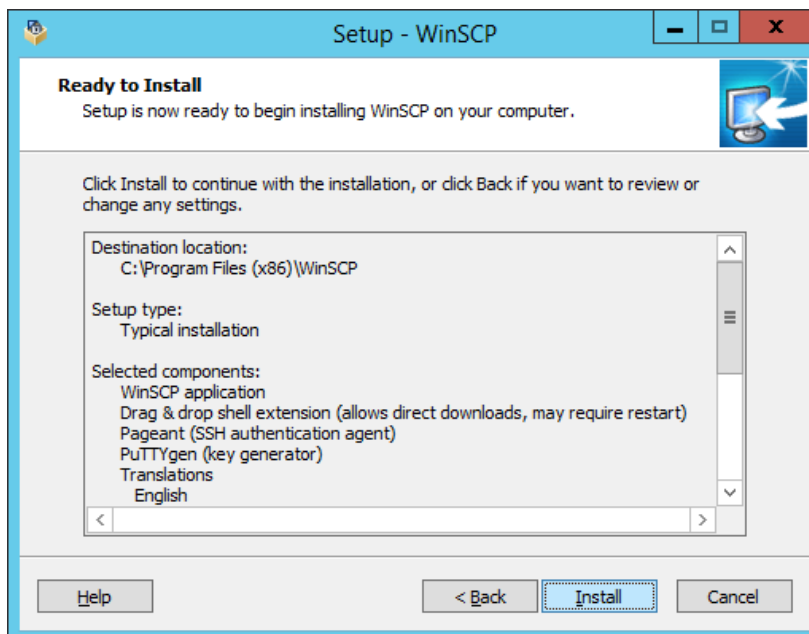 Setup - WinSCP
Ready to Install
Setup is now ready to begin installing WinSCP on your computer.
Click Install to continue with the installation, or click Back if you want to review or
change any settings.
Destination location:
C:\Program Files (x86)\WinSCP
Setup type:
Typical installation
Selected components:
WinSCP application
Drag & drop shell extension (allows direct downloads, may require restart)
Pageant (SSH authentication agent)
PuTTYgen (key generator)
Translations
English
Help
< Back
Install
Cancel